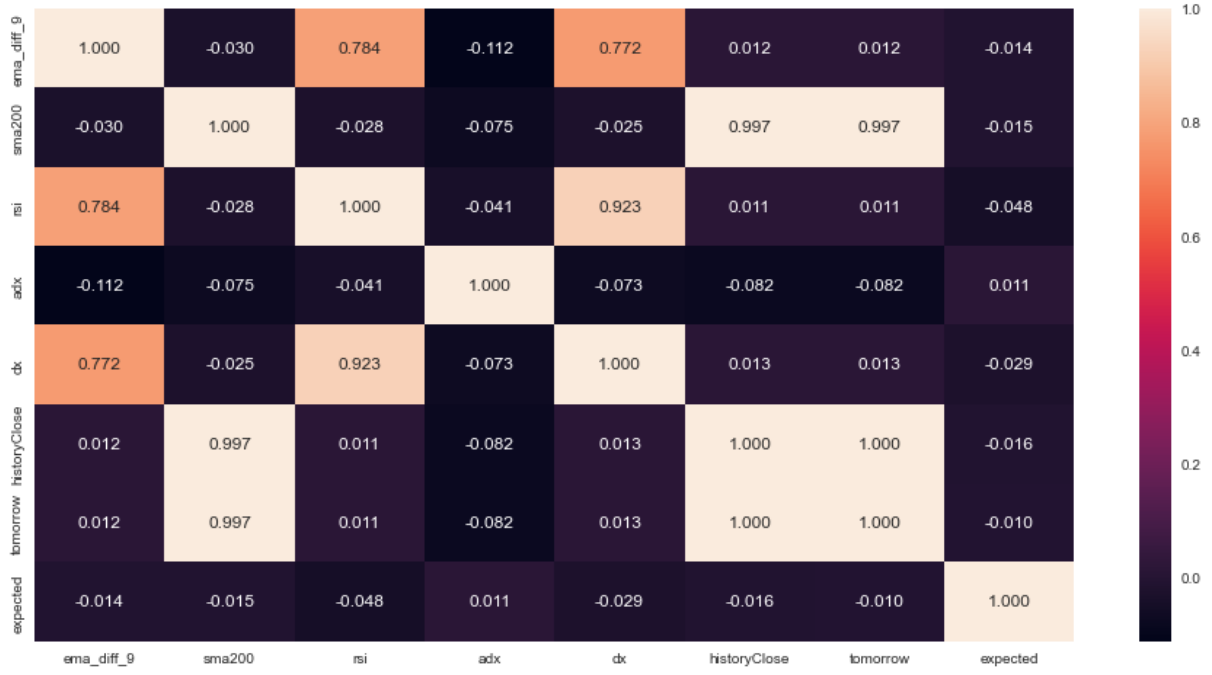 ema_diff_9 1.000 -0.030 0.784 -0.112 0.772 0.012 0.012 -0.014
sma200 -0.030 1.000 -0.028 -0.075 -0.025 0.997 0.997 -0.015
rsi 0.784 -0.028 1.000 -0.041 0.923 0.011 0.011 -0.048
adx -0.112 -0.075 -0.041 1.000 -0.073 -0.082 -0.082 0.011
dx 0.772 -0.025 0.923 -0.073 1.000 0.013 0.013 -0.029
historyClose 0.012 0.997 0.011 -0.082 0.013 1.000 1.000 -0.016
tomorrow 0.012 0.997 0.011 -0.082 0.013 1.000 1.000 -0.010
expected -0.014 -0.015 -0.048 0.011 -0.029 -0.016 -0.010 1.000
ema_diff_9 sma200 rsi adx dx historyClose tomorrow expected
1.0
0.8
0.6
0.4
0.2
0.0